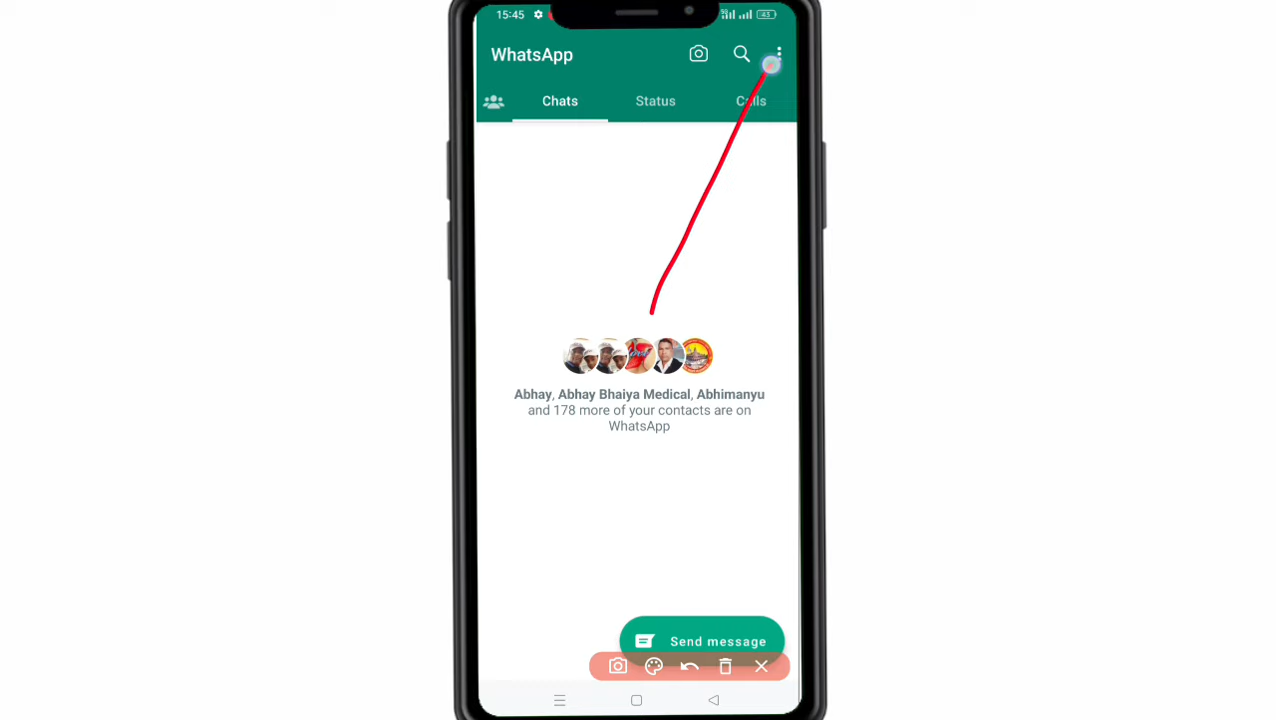 15:45
43
WhatsApp
Chats Status Calls
Abhay, Abhay Bhaiya Medical, Abhimanyu
and 178 more of your contacts are on
WhatsApp
Send message